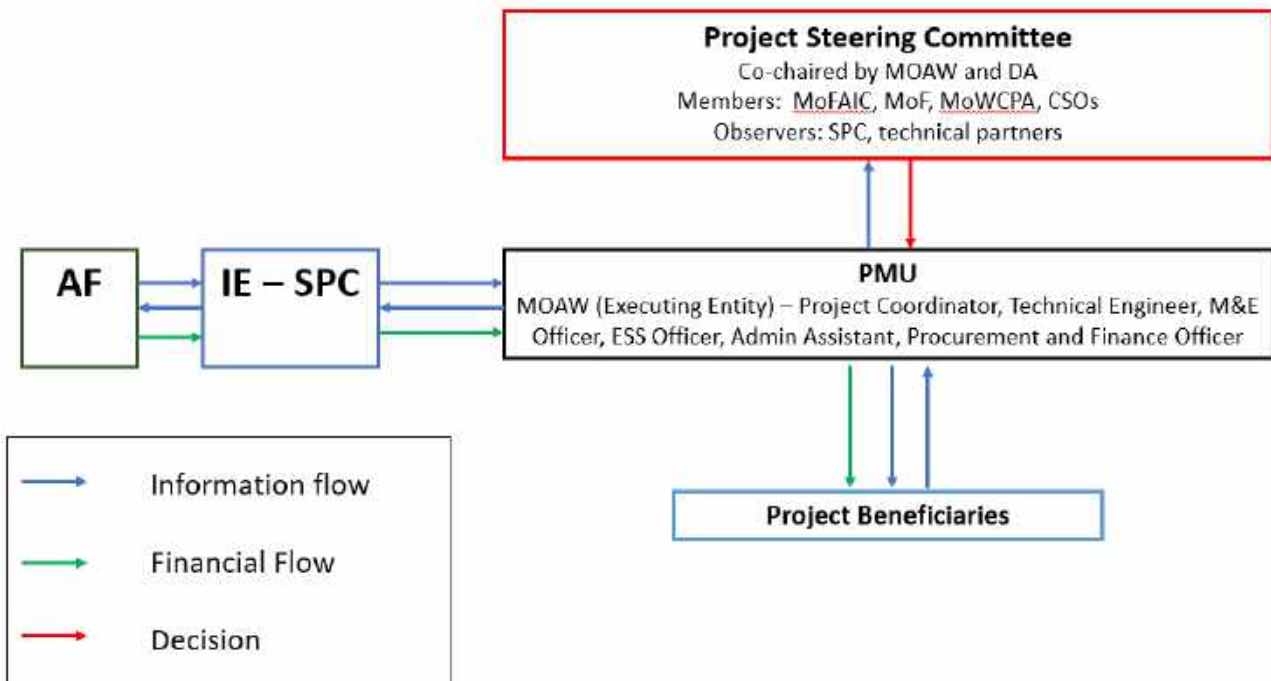 Project Steering Committee
Co-chaired by MOAW and DA
Members: MoFAIC, MoF, MoWCPA, CSOs
Observers: SPC, technical partners
AF
IE – SPC
PMU
MOAW (Executing Entity) – Project Coordinator, Technical Engineer, M&E
Officer, ESS Officer, Admin Assistant, Procurement and Finance Officer
Project Beneficiaries
Information flow
Financial Flow
Decision